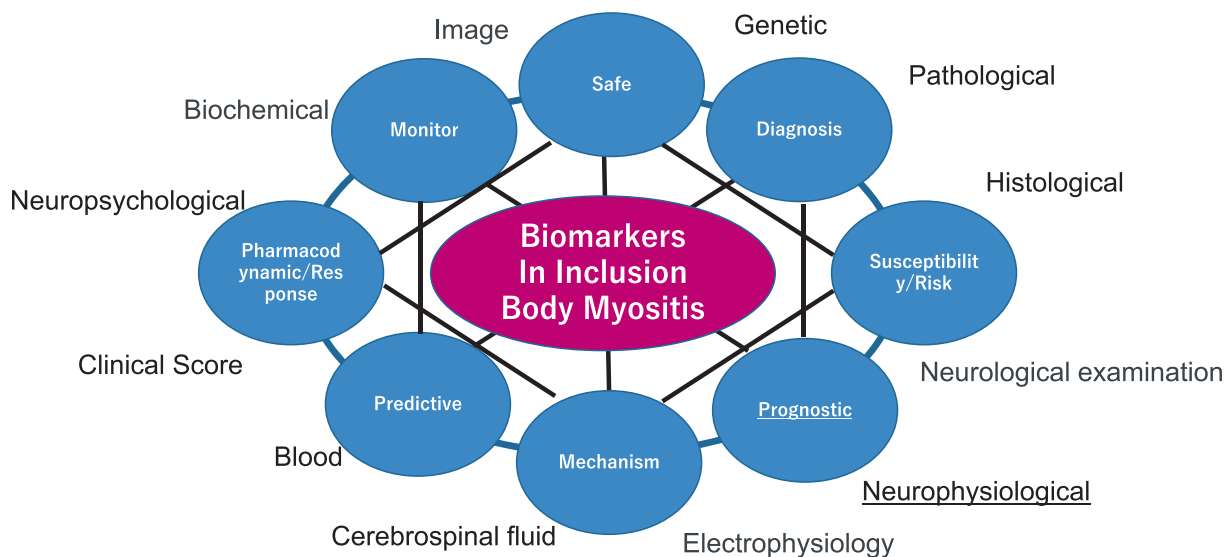 Image
Genetic
Safe
Pathological
Biochemical
Monitor
Diagnosis
Neuropsychological
Histological
Biomarkers
In Inclusion
Body Myositis
Pharmacod
ynamic/Res
ponse
Susceptibilit
y/Risk
Clinical Score
Neurological examination
Predictive
Prognostic
Blood
Mechanism
Neurophysiological
Cerebrospinal fluid
Electrophysiology